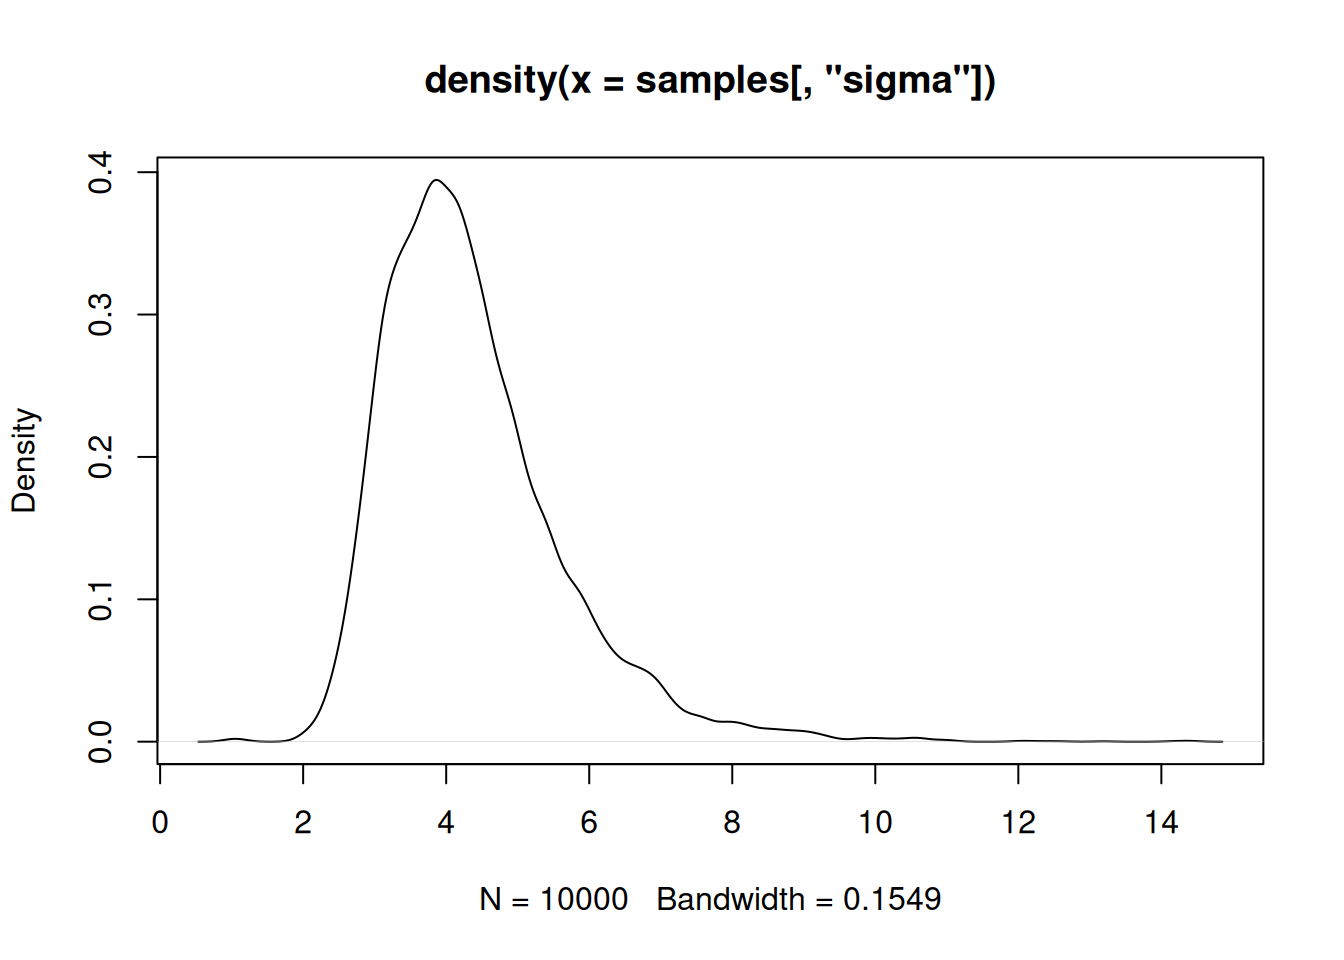 density(x = samples[, "sigma"])
Density
0.4
0.3
0.2
0.1
0.0
0 2 4 6 8 10 12 14
N = 10000 Bandwidth = 0.1549